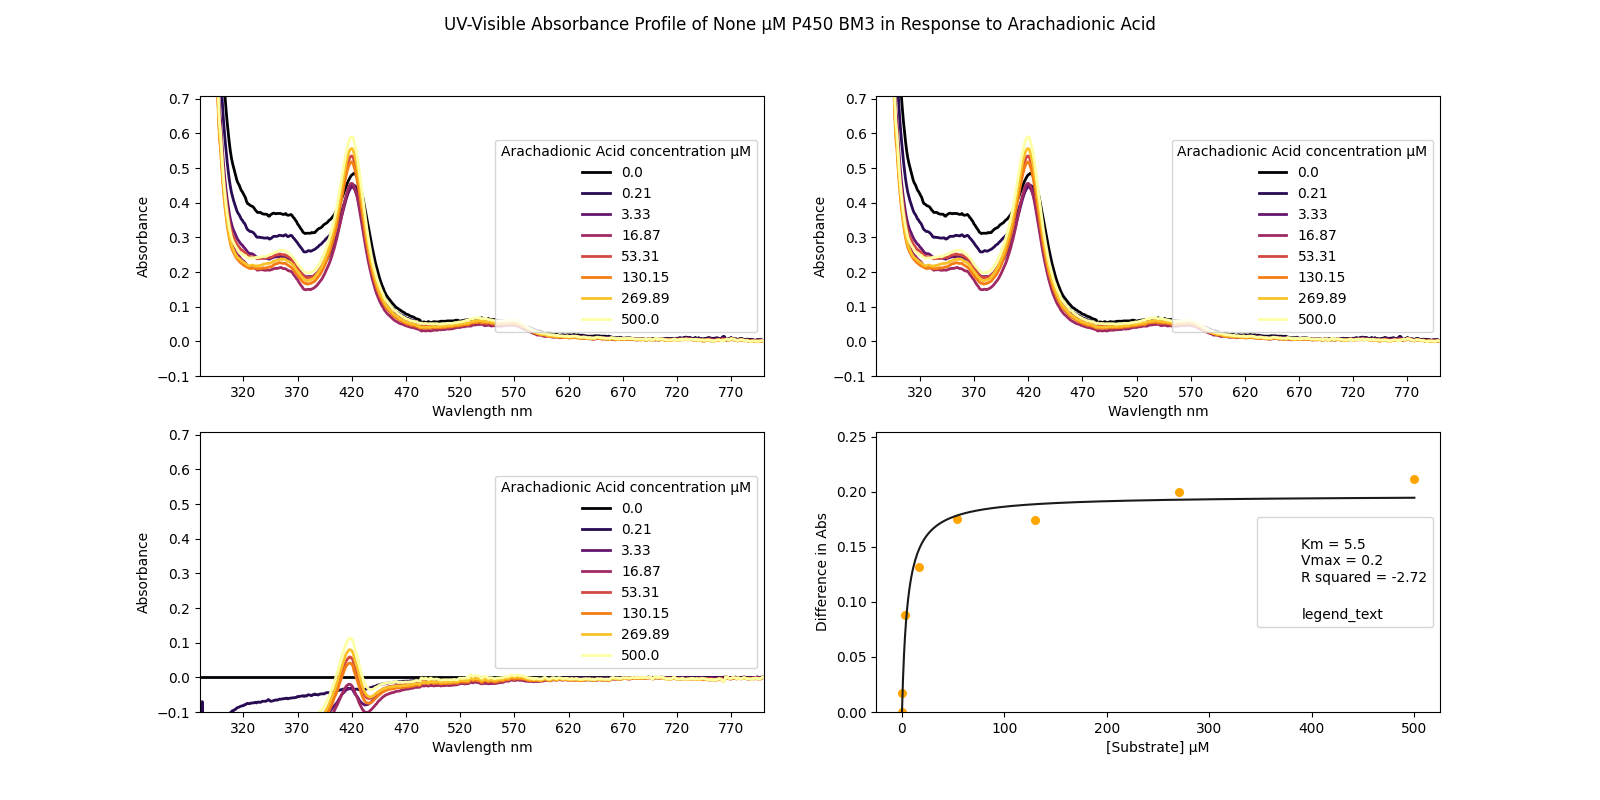 UV-Visible Absorbance Profile of None μM P450 BM3 in Response to Arachadionic Acid
0.7
0.6
0.5
0.4
0.3
0.2
0.1
0.0
−0.1
Absorbance
Arachadionic Acid concentration μM
0.0
0.21
3.33
16.87
53.31
130.15
269.89
500.0
320 370 420 470 520 570 620 670 720 770
Wavlength nm
0.7
0.6
0.5
0.4
0.3
0.2
0.1
0.0
−0.1
Absorbance
Arachadionic Acid concentration μM
0.0
0.21
3.33
16.87
53.31
130.15
269.89
500.0
320 370 420 470 520 570 620 670 720 770
Wavlength nm
0.7
0.6
0.5
0.4
0.3
0.2
0.1
0.0
−0.1
Absorbance
Arachadionic Acid concentration μM
0.0
0.21
3.33
16.87
53.31
130.15
269.89
500.0
320 370 420 470 520 570 620 670 720 770
Wavlength nm
0.25
0.20
0.15
0.10
0.05
0.00
Difference in Abs
Km = 5.5
Vmax = 0.2
R squared = -2.72
legend_text
0 100 200 300 400 500
[Substrate] μM